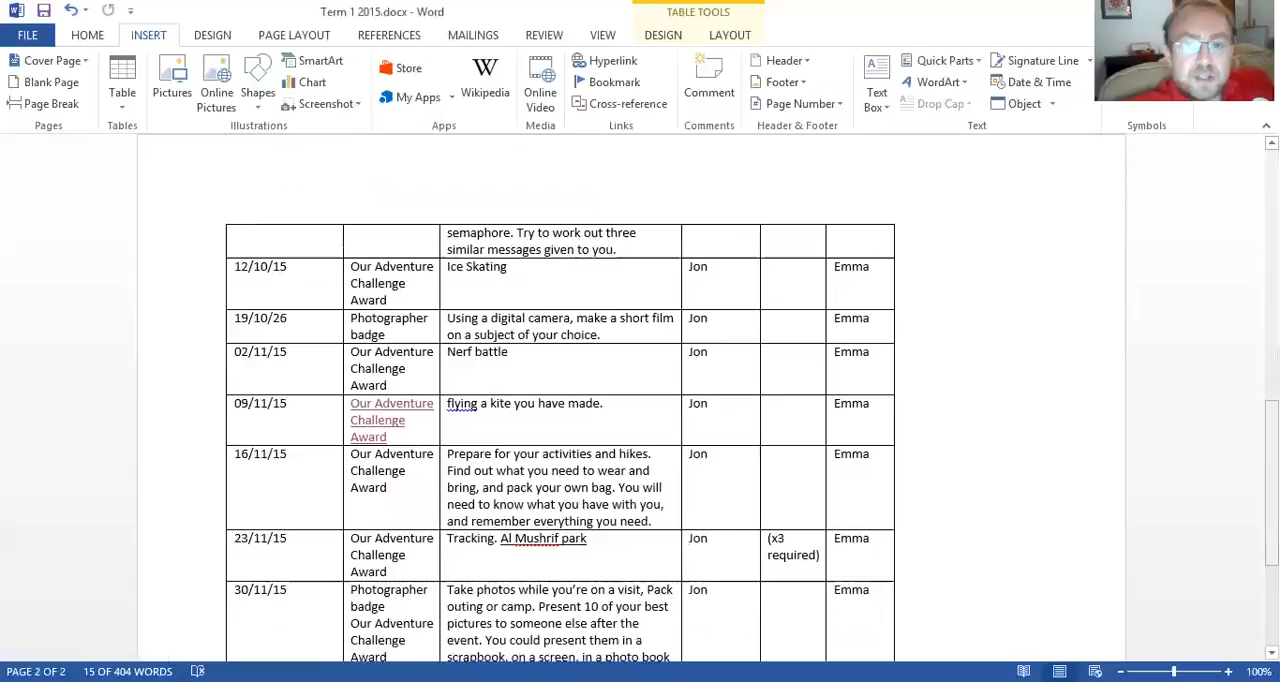 Term 1 2015.docx - Word
TABLE TOOLS
FILE HOME INSERT DESIGN PAGE LAYOUT REFERENCES MAILINGS REVIEW VIEW DESIGN LAYOUT
Cover Page
Blank Page
Page Break
Table
Pictures
Online Pictures
Shapes
SmartArt
Chart
Screenshot
Store
My Apps
Wikipedia
Online Video
Hyperlink
Bookmark
Cross-reference
Comment
Header
Footer
Page Number
Text Box
Quick Parts
WordArt
Drop Cap
Signature Line
Date & Time
Object
Pages Tables Illustrations Apps Media Links Comments Header & Footer Text Symbols
semaphore. Try to work out three
similar messages given to you.
12/10/15 Our Adventure Ice Skating Jon Emma
Challenge
Award
19/10/26 Photographer Using a digital camera, make a short film Jon Emma
badge on a subject of your choice.
02/11/15 Our Adventure Nerf battle Jon Emma
Challenge
Award
09/11/15 Our Adventure flying a kite you have made. Jon Emma
Challenge
Award
16/11/15 Our Adventure Prepare for your activities and hikes. Jon Emma
Challenge Find out what you need to wear and
Award bring, and pack your own bag. You will
need to know what you have with you,
and remember everything you need.
23/11/15 Our Adventure Tracking. Al Mushrif park Jon (x3 Emma
Challenge required)
Award
30/11/15 Photographer Take photos while you're on a visit, Pack Jon Emma
badge outing or camp. Present 10 of your best
Our Adventure pictures to someone else after the
Challenge event. You could present them in a
Award scrapbook, on a screen, in a photo book
PAGE 2 OF 2 15 OF 404 WORDS 100%